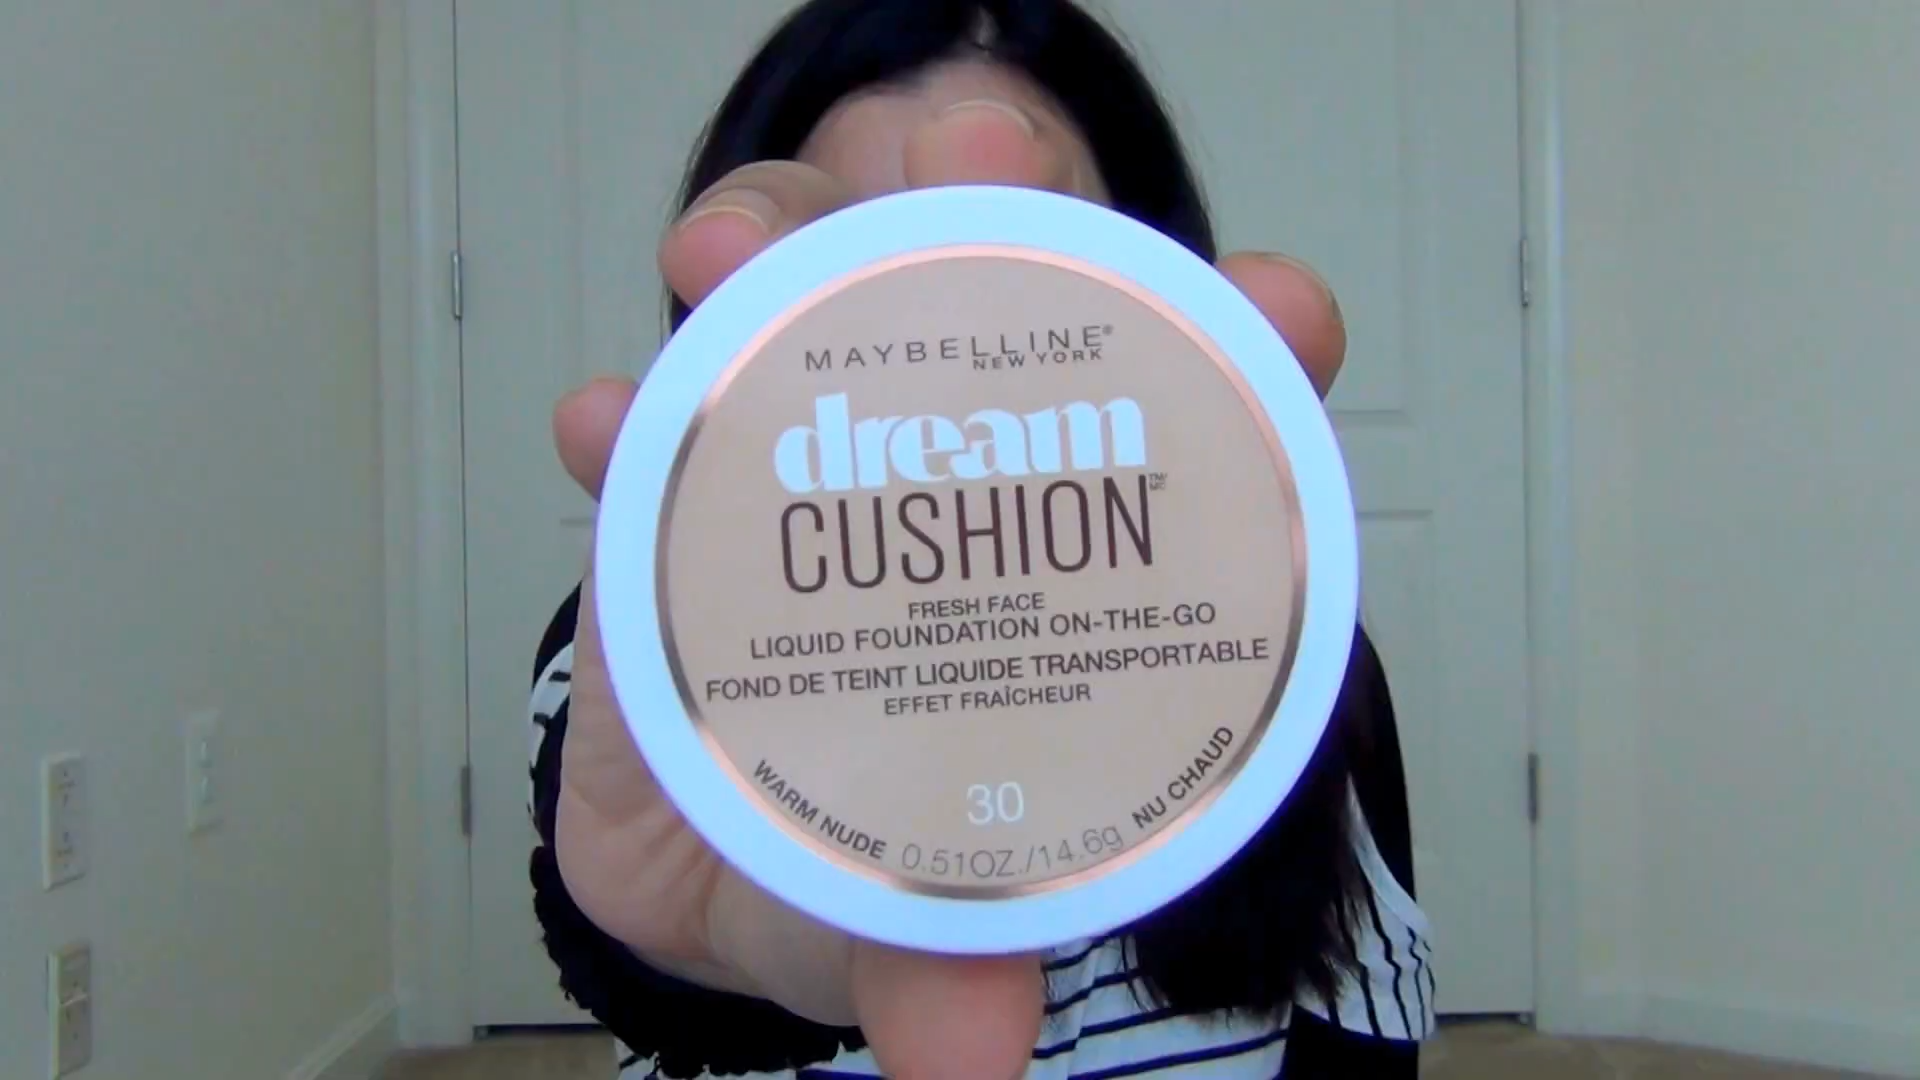 MAYBELLINE®
NEW YORK
dream
CUSHION™/MC
FRESH FACE
LIQUID FOUNDATION ON-THE-GO
FOND DE TEINT LIQUIDE TRANSPORTABLE
EFFET FRAÎCHEUR
30
WARM NUDE 0.51OZ./14.6g NU CHAUD